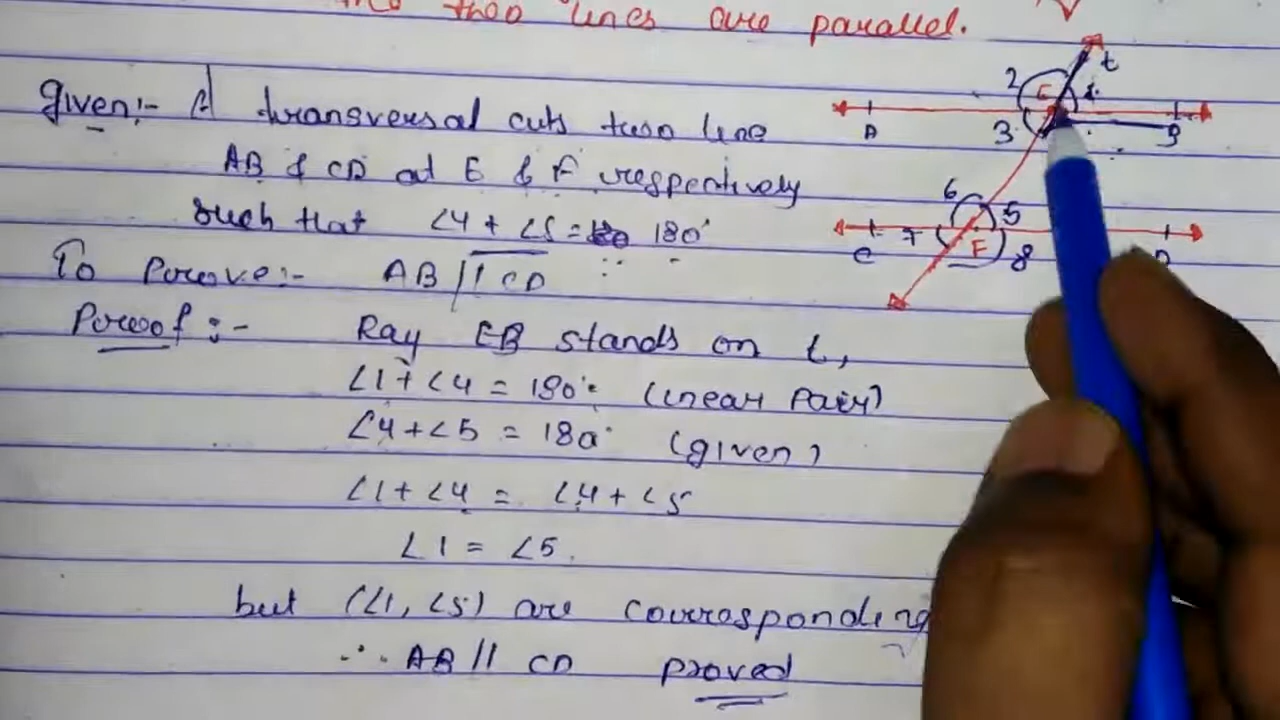 two lines are parallel.
Given:- A transversal cuts two line
AB & CD at E & F respectively
such that ∠4 + ∠5 = 180°
To Prove:- AB // CD
Proof :- Ray EB stands on t,
∠1 + ∠4 = 180° (linear pair)
∠4 + ∠5 = 180° (given)
∠1 + ∠4 = ∠4 + ∠5
∠1 = ∠5.
but (∠1, ∠5) are corresponding
∴ AB // CD proved
t
2 E 1
A 3 B
6 5
C 7 F 8 D